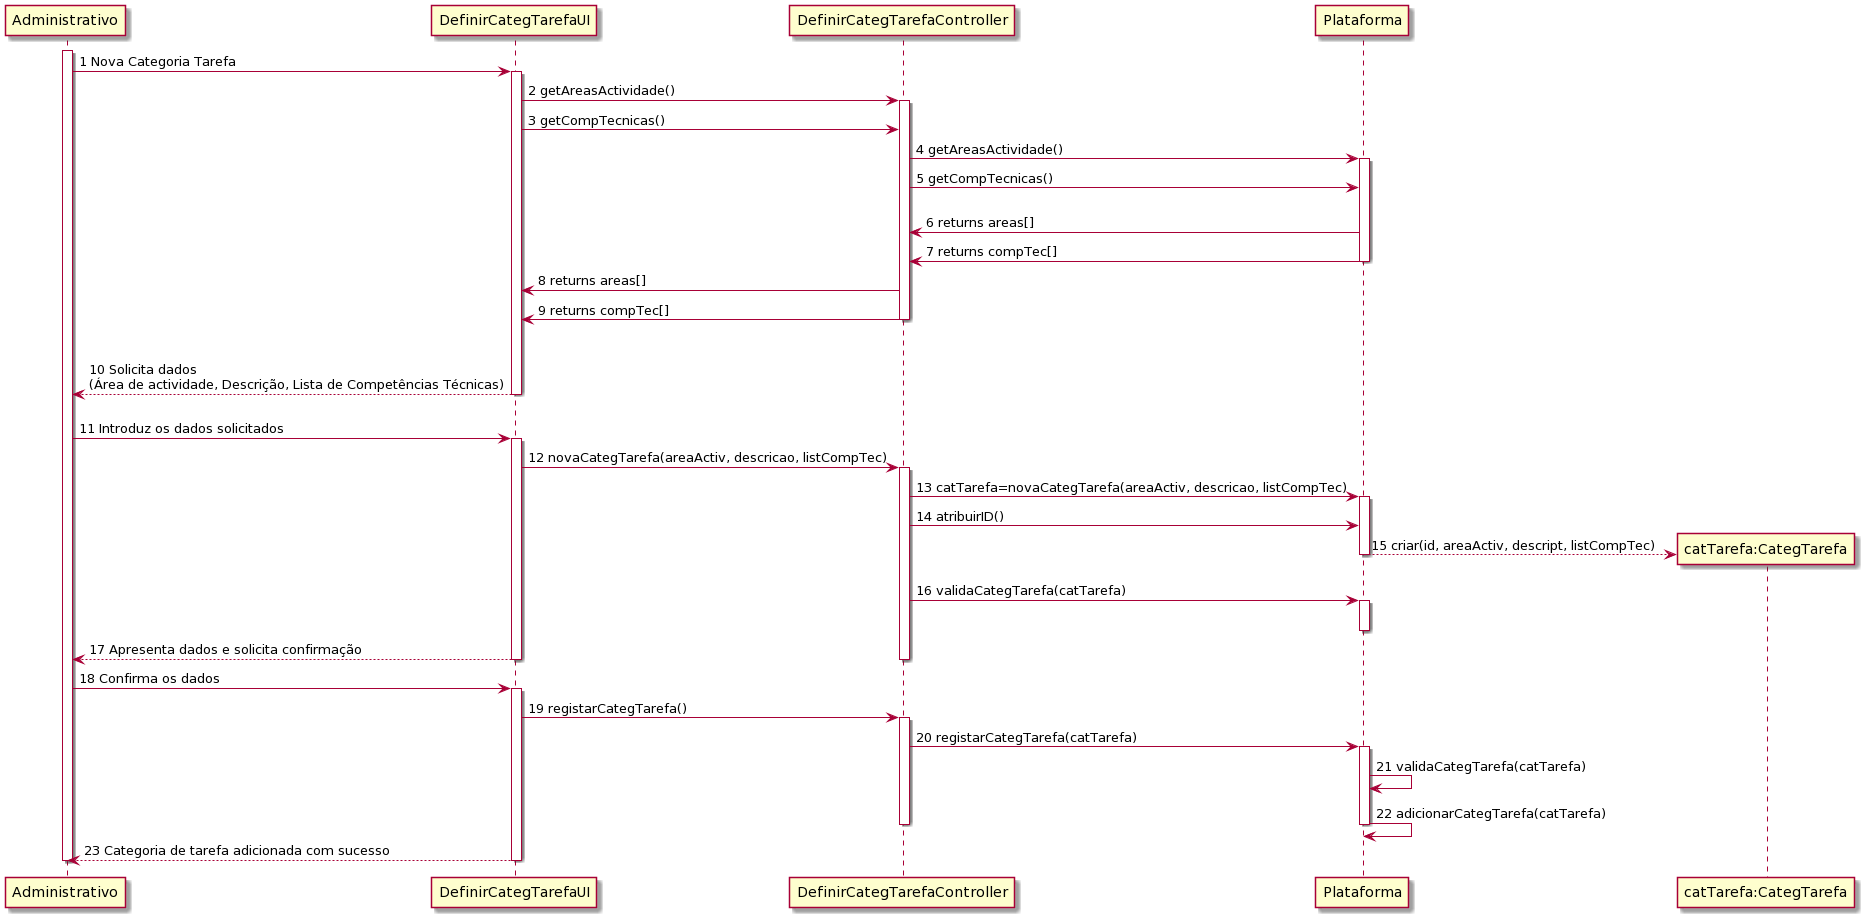 Administrativo
DefinirCategTarefaUI
DefinirCategTarefaController
Plataforma
1 Nova Categoria Tarefa
2 getAreasActividade()
3 getCompTecnicas()
4 getAreasActividade()
5 getCompTecnicas()
6 returns areas[]
7 returns compTec[]
8 returns areas[]
9 returns compTec[]
10 Solicita dados
(Área de actividade, Descrição, Lista de Competências Técnicas)
11 Introduz os dados solicitados
12 novaCategTarefa(areaActiv, descricao, listCompTec)
13 catTarefa=novaCategTarefa(areaActiv, descricao, listCompTec)
14 atribuirID()
15 criar(id, areaActiv, descript, listCompTec)
catTarefa:CategTarefa
16 validaCategTarefa(catTarefa)
17 Apresenta dados e solicita confirmação
18 Confirma os dados
19 registarCategTarefa()
20 registarCategTarefa(catTarefa)
21 validaCategTarefa(catTarefa)
22 adicionarCategTarefa(catTarefa)
23 Categoria de tarefa adicionada com sucesso
Administrativo
DefinirCategTarefaUI
DefinirCategTarefaController
Plataforma
catTarefa:CategTarefa